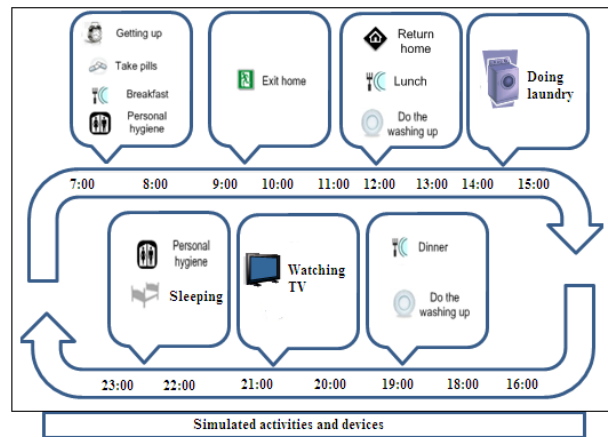 Getting up
Take pills
Breakfast
Personal
hygiene
Exit home
Return
home
Lunch
Do the
washing up
Doing
laundry
7:00 8:00 9:00 10:00 11:00 12:00 13:00 14:00 15:00
Personal
hygiene
Sleeping
Watching
TV
Dinner
Do the
washing up
23:00 22:00 21:00 20:00 19:00 18:00 16:00
Simulated activities and devices